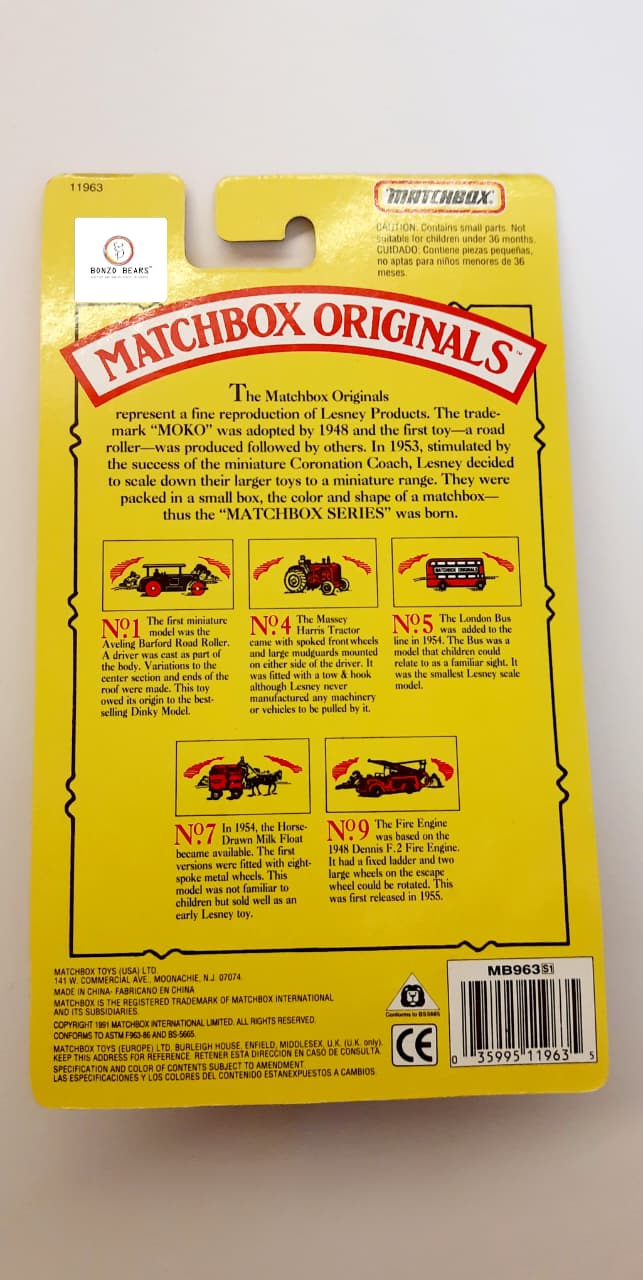 11963
MATCHBOX
CAUTION: Contains small parts. Not
suitable for children under 36 months.
CUIDADO: Contiene piezas pequeñas,
no aptas para niños menores de 36
meses.
BONZO BEARS™
MATCHBOX ORIGINALS™
The Matchbox Originals
represent a fine reproduction of Lesney Products. The trade-
mark “MOKO” was adopted by 1948 and the first toy—a road
roller—was produced followed by others. In 1953, stimulated by
the success of the miniature Coronation Coach, Lesney decided
to scale down their larger toys to a miniature range. They were
packed in a small box, the color and shape of a matchbox—
thus the “MATCHBOX SERIES” was born.
Nº.1 The first miniature
model was the
Aveling Barford Road Roller.
A driver was cast as part of
the body. Variations to the
center section and ends of the
roof were made. This toy
owed its origin to the best-
selling Dinky Model.
Nº.4 The Massey
Harris Tractor
came with spoked front wheels
and large mudguards mounted
on either side of the driver. It
was fitted with a tow & hook
although Lesney never
manufactured any machinery
or vehicles to be pulled by it.
MATCHBOX ORIGINALS
Nº.5 The London Bus
was added to the
line in 1954. The Bus was a
model that children could
relate to as a familiar sight. It
was the smallest Lesney scale
model.
Nº.7 In 1954, the Horse-
Drawn Milk Float
became available. The first
versions were fitted with eight-
spoke metal wheels. This
model was not familiar to
children but sold well as an
early Lesney toy.
Nº.9 The Fire Engine
was based on the
1948 Dennis F.2 Fire Engine.
It had a fixed ladder and two
large wheels on the escape
wheel could be rotated. This
was first released in 1955.
MATCHBOX TOYS (USA) LTD.
141 W. COMMERCIAL AVE., MOONACHIE, N.J. 07074.
MADE IN CHINA- FABRICANO EN CHINA
MATCHBOX IS THE REGISTERED TRADEMARK OF MATCHBOX INTERNATIONAL
AND ITS SUBSIDIARIES.
COPYRIGHT 1991 MATCHBOX INTERNATIONAL LIMITED. ALL RIGHTS RESERVED.
CONFORMS TO ASTM F963-86 AND BS-5665.
MATCHBOX TOYS (EUROPE) LTD. BURLEIGH HOUSE, ENFIELD, MIDDLESEX, U.K. (U.K. only).
KEEP THIS ADDRESS FOR REFERENCE. RETENER ESTA DIRECCION EN CASO DE CONSULTA.
SPECIFICATION AND COLOR OF CONTENTS SUBJECT TO AMENDMENT.
LAS ESPECIFICACIONES Y LOS COLORES DEL CONTENIDO ESTANEXPUESTOS A CAMBIOS.
Conforms to BS 5665
CE
MB963 S1
0 35995 11963 5